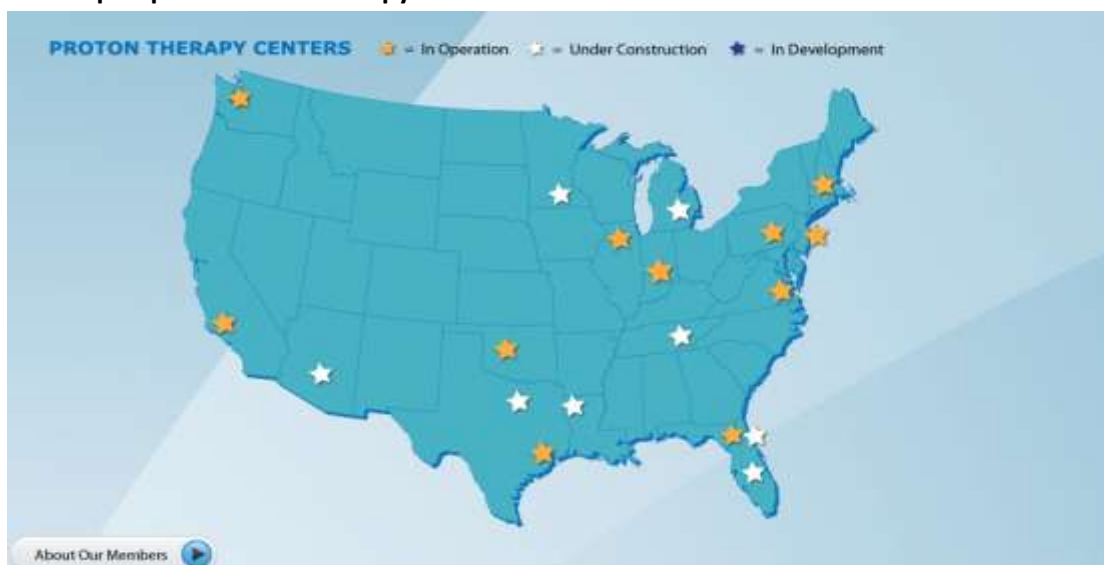 PROTON THERAPY CENTERS = In Operation = Under Construction = In Development
About Our Members